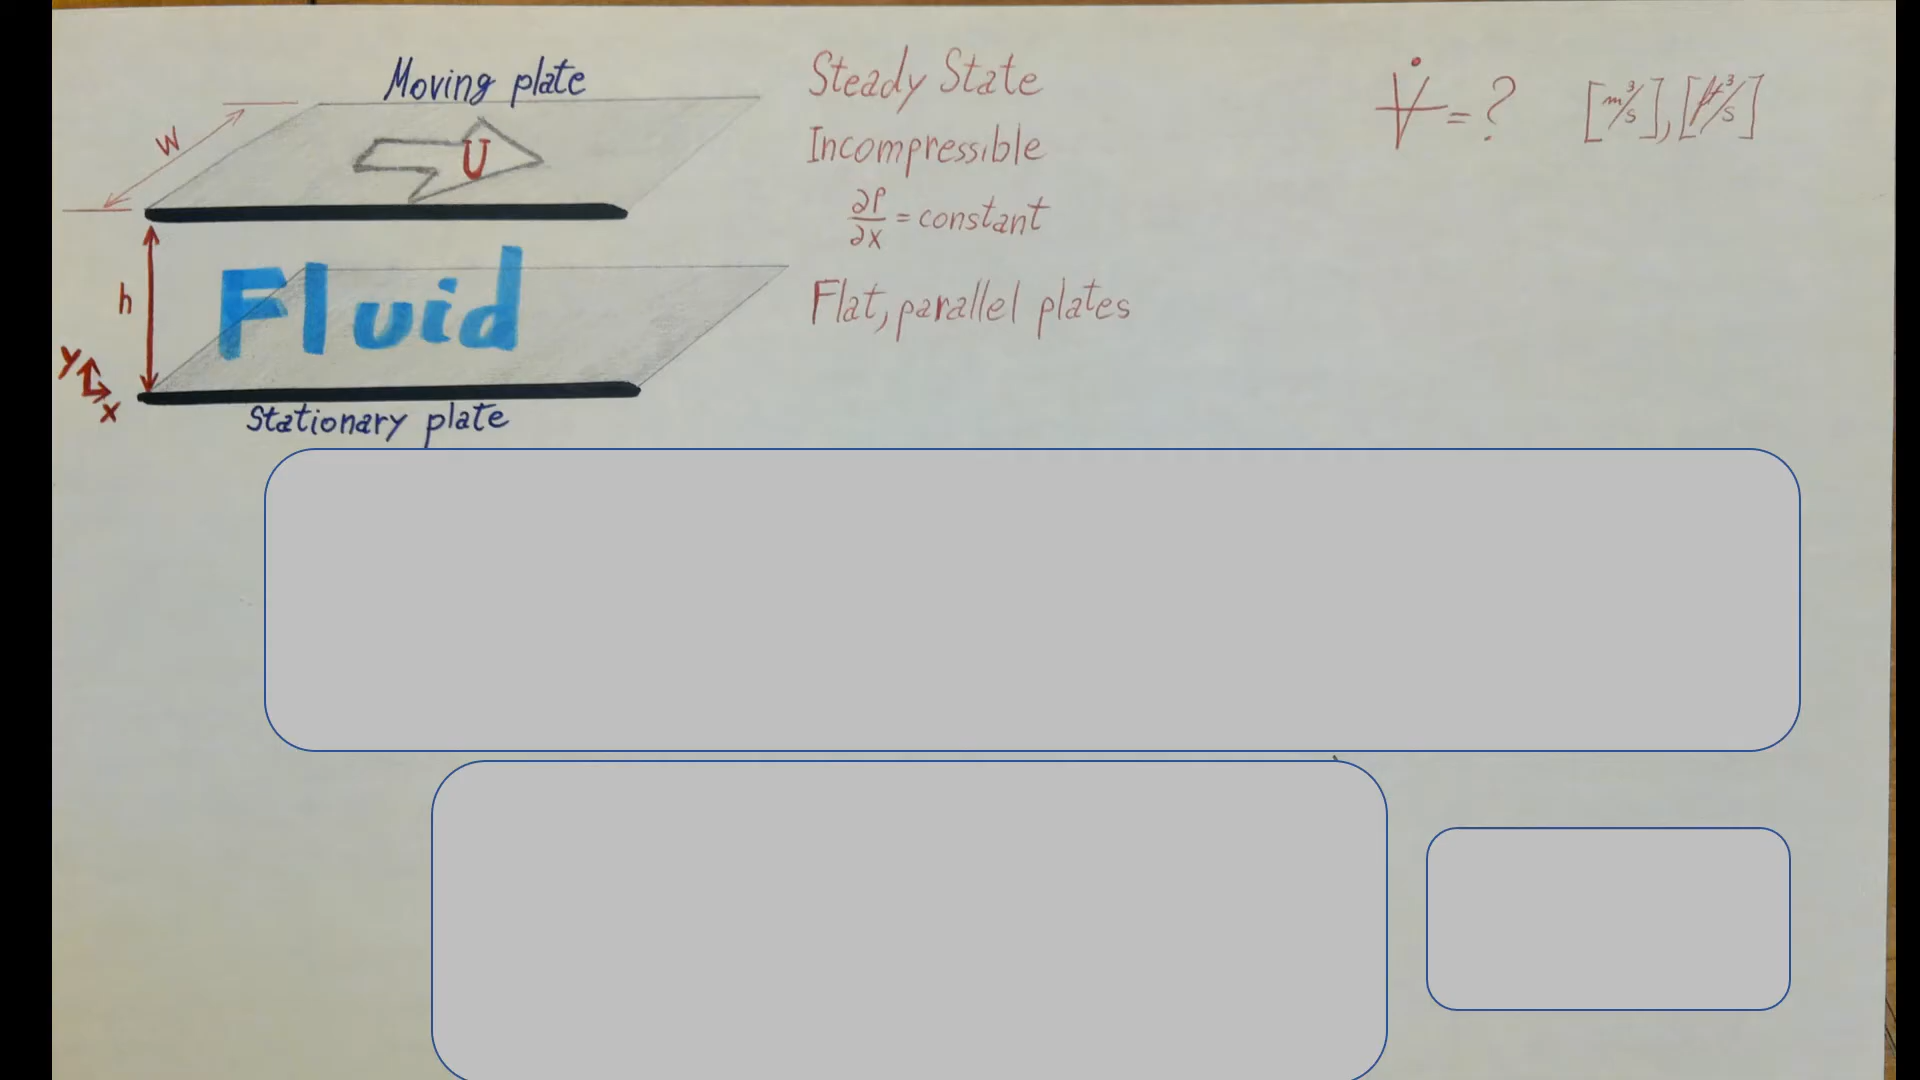 Moving plate
W
U
h
Fluid
Y
X
Stationary plate
Steady State
Incompressible
∂P/∂x = constant
Flat, parallel plates
V̇ = ? [m³/s], [ft³/s]